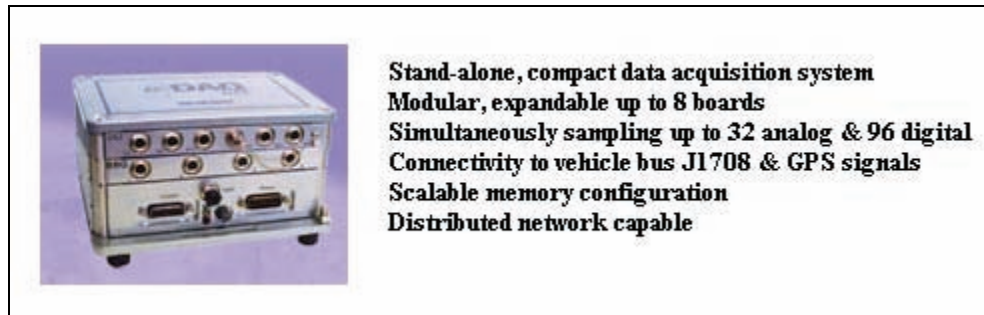 DAQ
Stand-alone, compact data acquisition system
Modular, expandable up to 8 boards
Simultaneously sampling up to 32 analog & 96 digital
Connectivity to vehicle bus J1708 & GPS signals
Scalable memory configuration
Distributed network capable